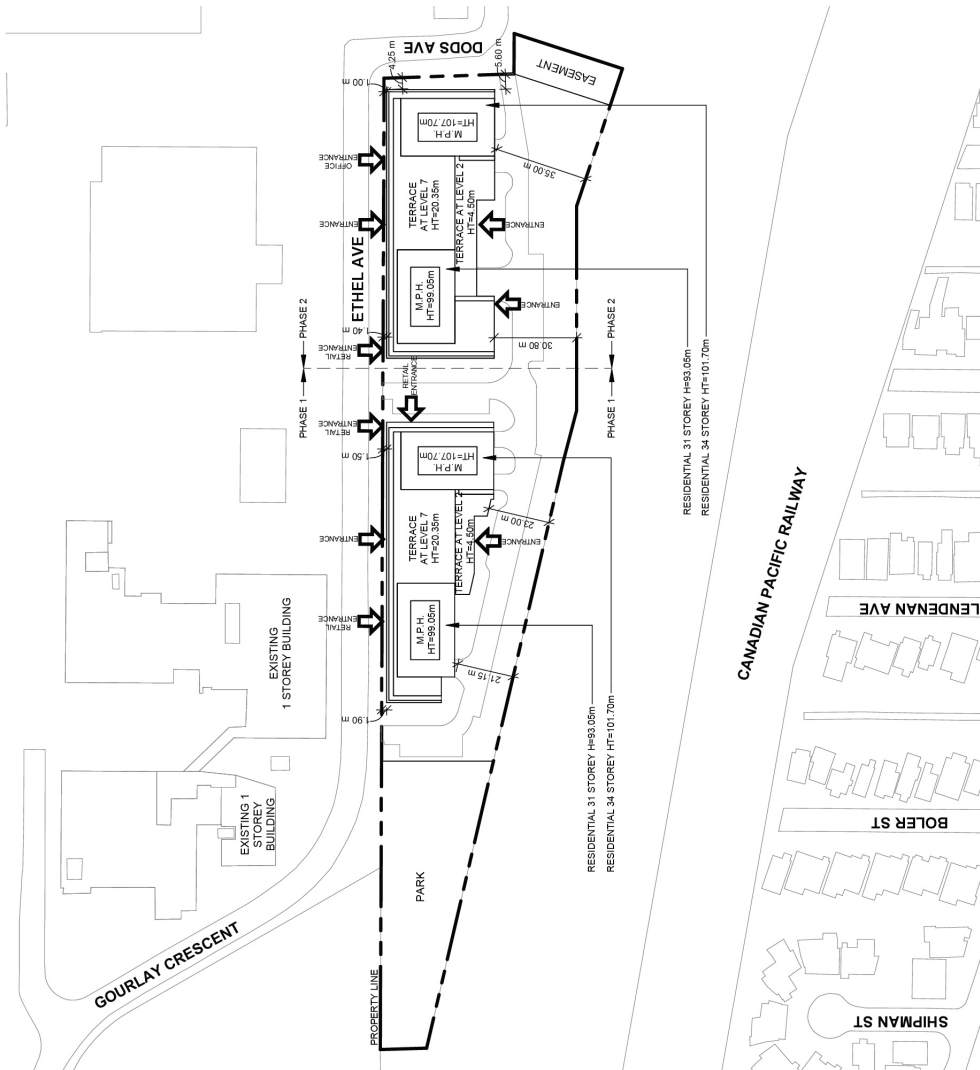 DODS AVE
4.25 m
5.60 m
1.00 m
EASEMENT
M.P.H.
HT=107.70m
OFFICE
ENTRANCE
TERRACE
AT LEVEL 7
HT=20.35m
TERRACE AT LEVEL 2
HT=4.50m
35.00 m
ENTRANCE
ENTRANCE
ETHEL AVE
M.P.H.
HT=99.05m
ENTRANCE
1.40 m
30.80 m
RETAIL
ENTRANCE
PHASE 1
PHASE 2
PHASE 1
PHASE 2
RETAIL
ENTRANCE
RETAIL
ENTRANCE
1.50 m
M.P.H.
HT=107.70m
RESIDENTIAL 31 STOREY H=93.05m
RESIDENTIAL 34 STOREY HT=101.70m
23.00 m
TERRACE
AT LEVEL 7
HT=20.35m
TERRACE AT LEVEL 2
HT=4.50m
ENTRANCE
ENTRANCE
CANADIAN PACIFIC RAILWAY
LENDENAN AVE
RETAIL
ENTRANCE
M.P.H.
HT=99.05m
21.15 m
EXISTING
1 STOREY BUILDING
1.90 m
RESIDENTIAL 31 STOREY H=93.05m
RESIDENTIAL 34 STOREY HT=101.70m
EXISTING 1
STOREY
BUILDING
BOLER ST
PARK
GOURLAY CRESCENT
PROPERTY LINE
SHIPMAN ST